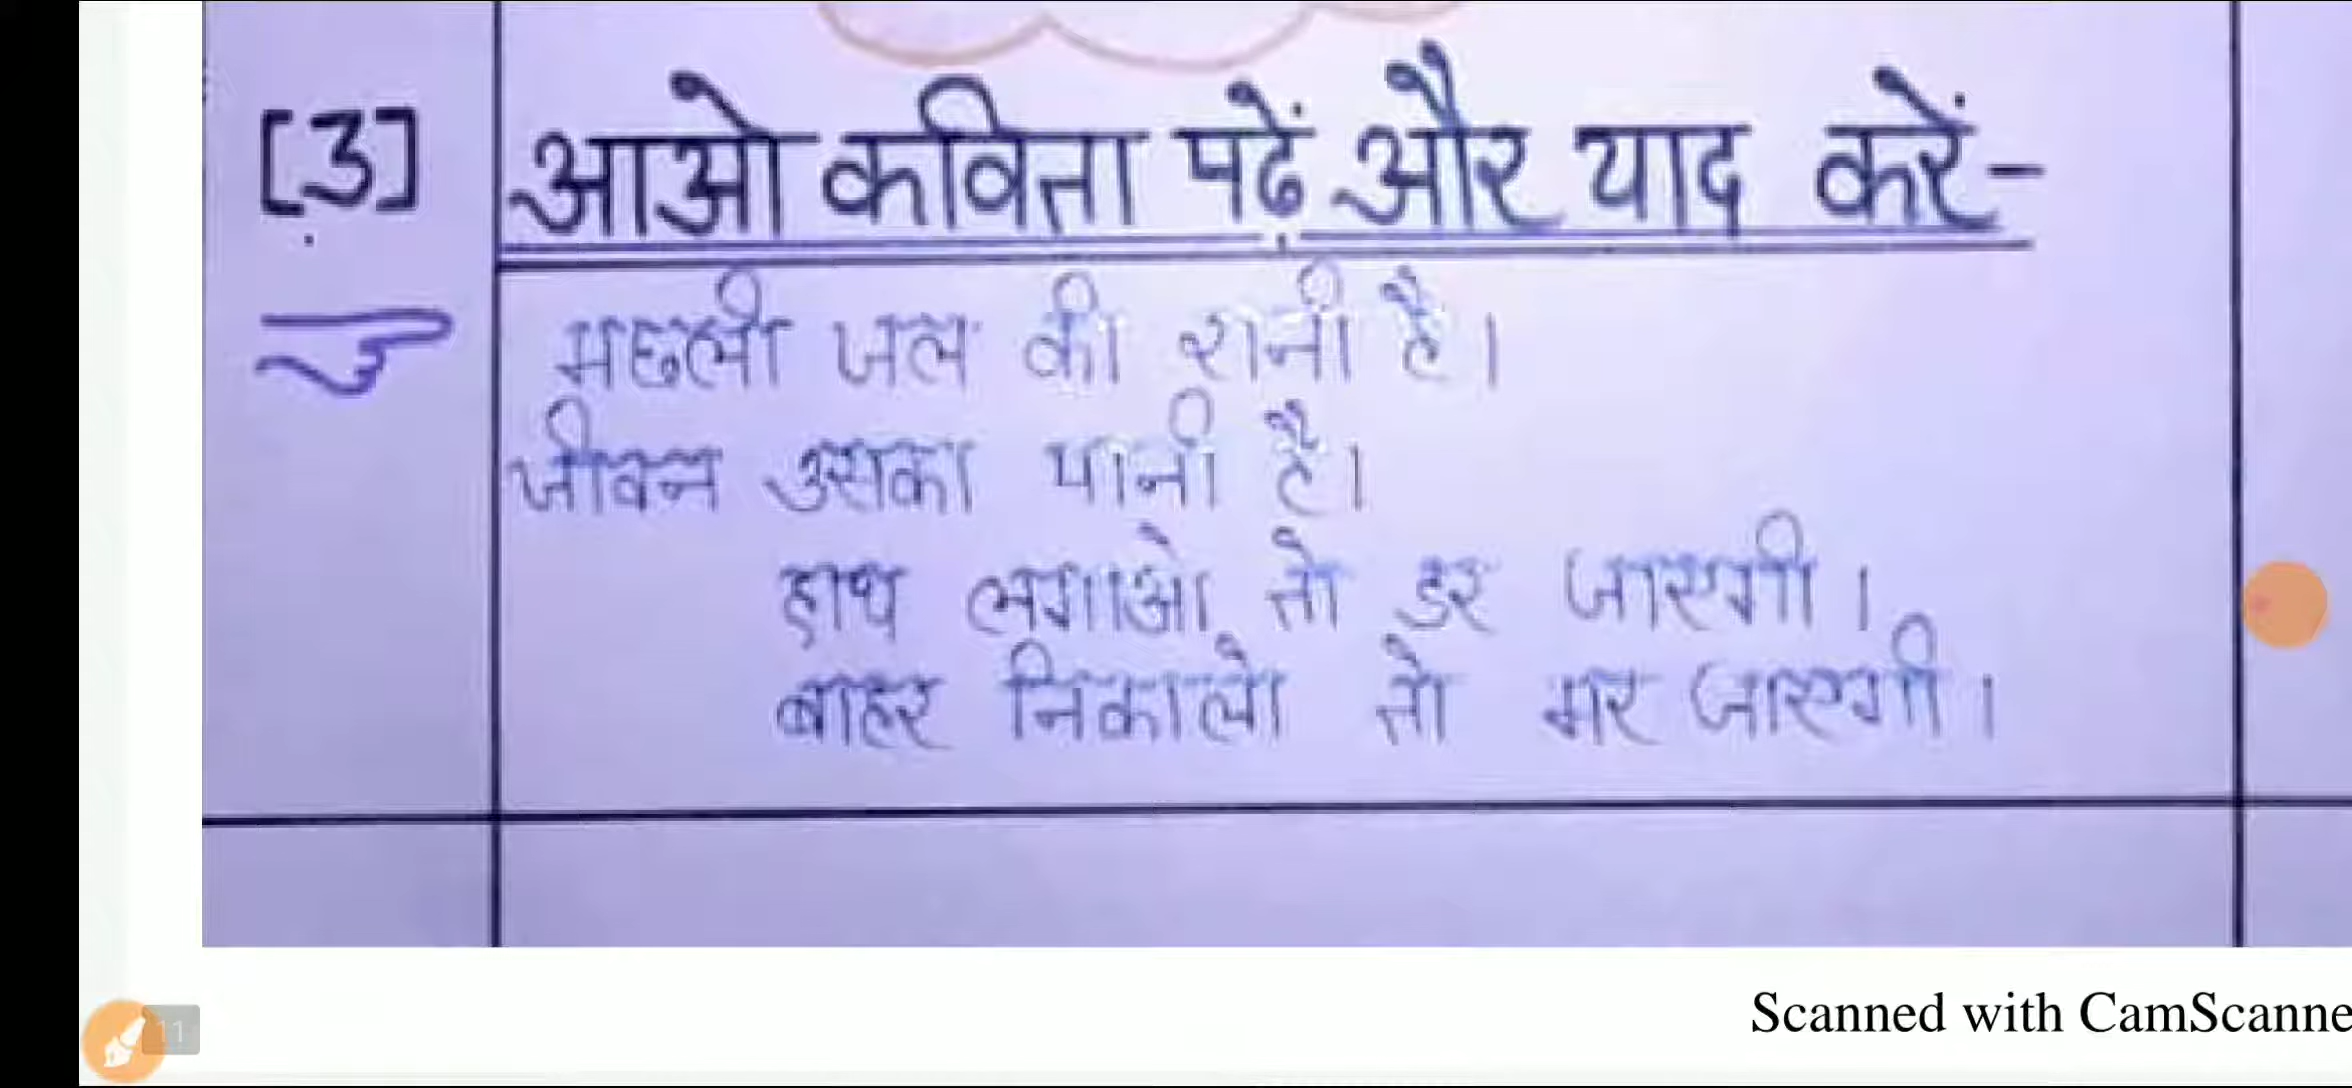 [3] आओ कविता पढें और याद करें-
मछली जल की रानी है।
जीवन उसका पानी है।
हाथ लगाओ तो डर जाएगी।
बाहर निकालो तो मर जाएगी।
Scanned with CamScanne
11